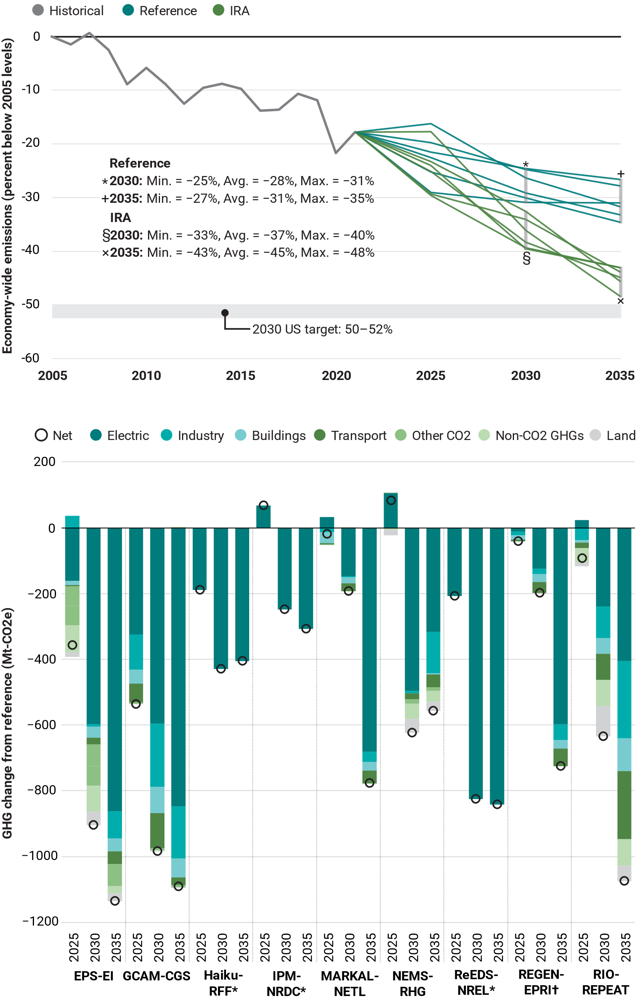 Historical Reference IRA
Economy-wide emissions (percent below 2005 levels)
0
-10
-20
-30
-40
-50
-60
Reference
*2030: Min. = −25%, Avg. = −28%, Max. = −31%
+2035: Min. = −27%, Avg. = −31%, Max. = −35%
IRA
§2030: Min. = −33%, Avg. = −37%, Max. = −40%
×2035: Min. = −43%, Avg. = −45%, Max. = −48%
*
+
§
×
2030 US target: 50–52%
2005 2010 2015 2020 2025 2030 2035
Net Electric Industry Buildings Transport Other CO2 Non-CO2 GHGs Land
GHG change from reference (Mt-CO2e)
200
0
−200
−400
−600
−800
−1000
−1200
2025 2030 2035 2025 2030 2035 2025 2030 2035 2025 2030 2035 2025 2030 2035 2025 2030 2035 2025 2030 2035 2025 2030 2035 2025 2030 2035
EPS-EI
GCAM-CGS
Haiku-
RFF*
IPM-
NRDC*
MARKAL-
NETL
NEMS-
RHG
ReEDS-
NREL*
REGEN-
EPRI†
RIO-
REPEAT